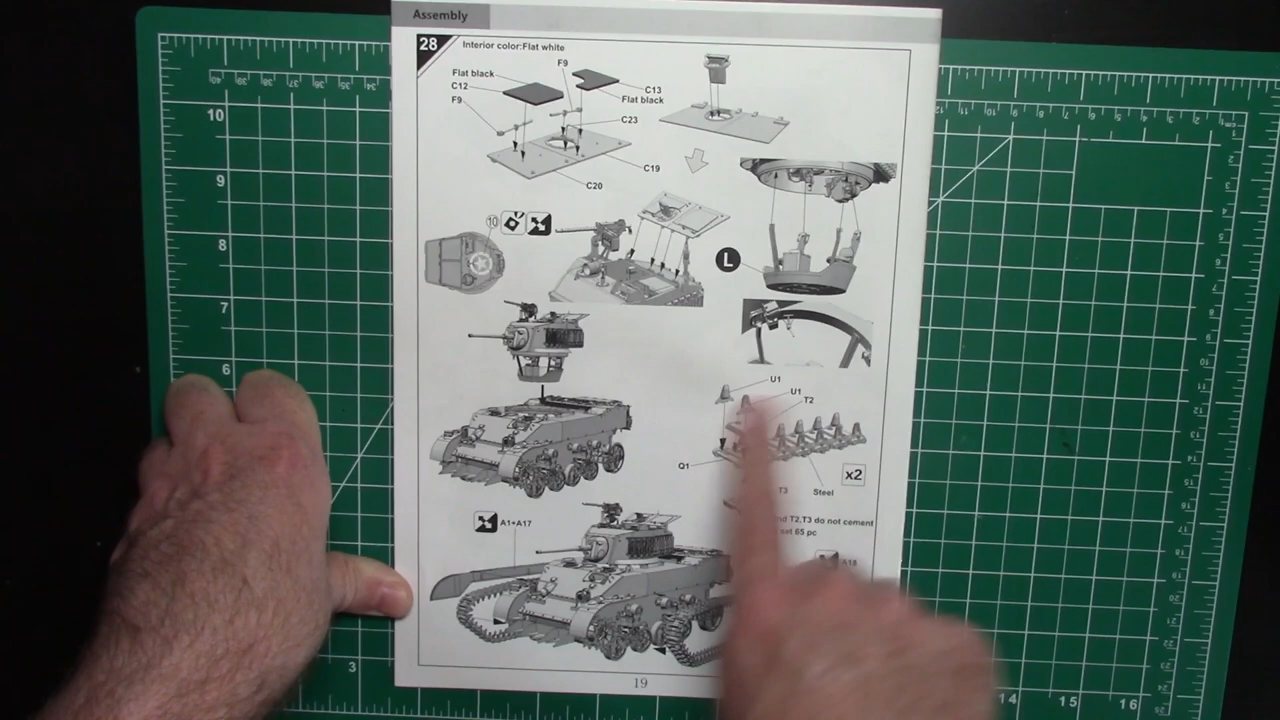 Assembly
28
Interior color:Flat white
Flat black
C12
F9
F9
C13
Flat black
C23
C19
C20
10
L
U1
U1
T2
Q1
T3
Steel
x2
A1+A17
nd T2,T3 do not cement
65 pc
A18
19
10
9
8
7
6
3
14
15
16